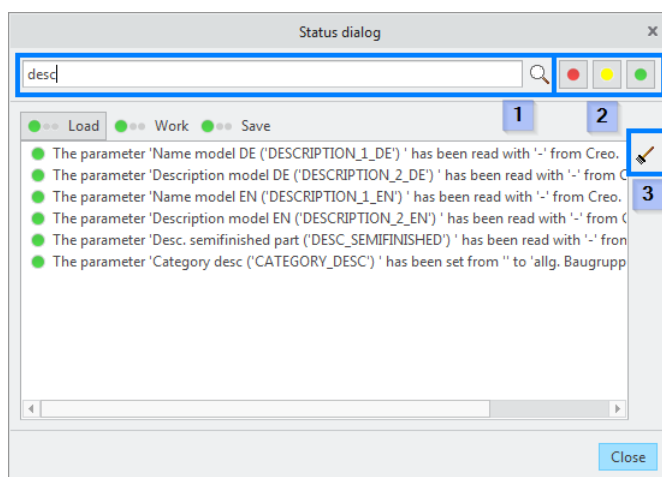 Status dialog
x
desc
1
2
Load
Work
Save
3
The parameter 'Name model DE ('DESCRIPTION_1_DE') ' has been read with '-' from Creo.
The parameter 'Description model DE ('DESCRIPTION_2_DE') ' has been read with '-' from C
The parameter 'Name model EN ('DESCRIPTION_1_EN') ' has been read with '-' from Creo.
The parameter 'Description model EN ('DESCRIPTION_2_EN') ' has been read with '-' from C
The parameter 'Desc. semifinished part ('DESC_SEMIFINISHED') ' has been read with '-' from
The parameter 'Category desc ('CATEGORY_DESC') ' has been set from '' to 'allg. Baugrupp
Close